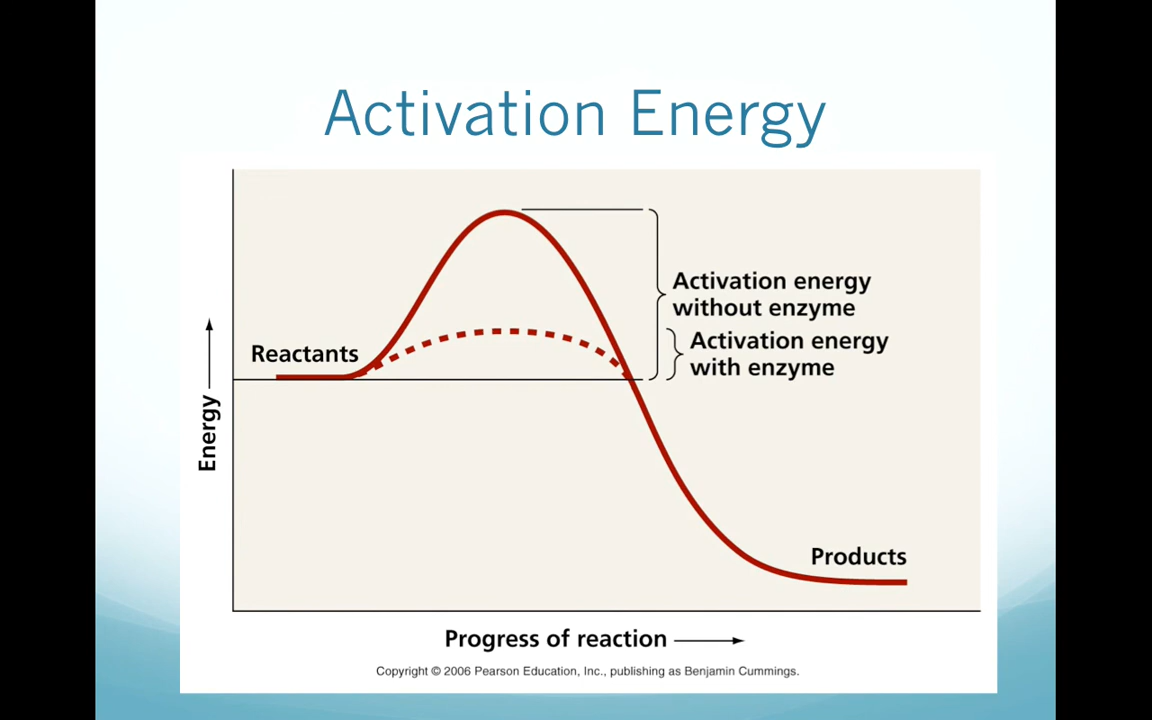 Activation Energy
Activation energy
without enzyme
Activation energy
with enzyme
Reactants
Energy
Products
Progress of reaction
Copyright © 2006 Pearson Education, Inc., publishing as Benjamin Cummings.